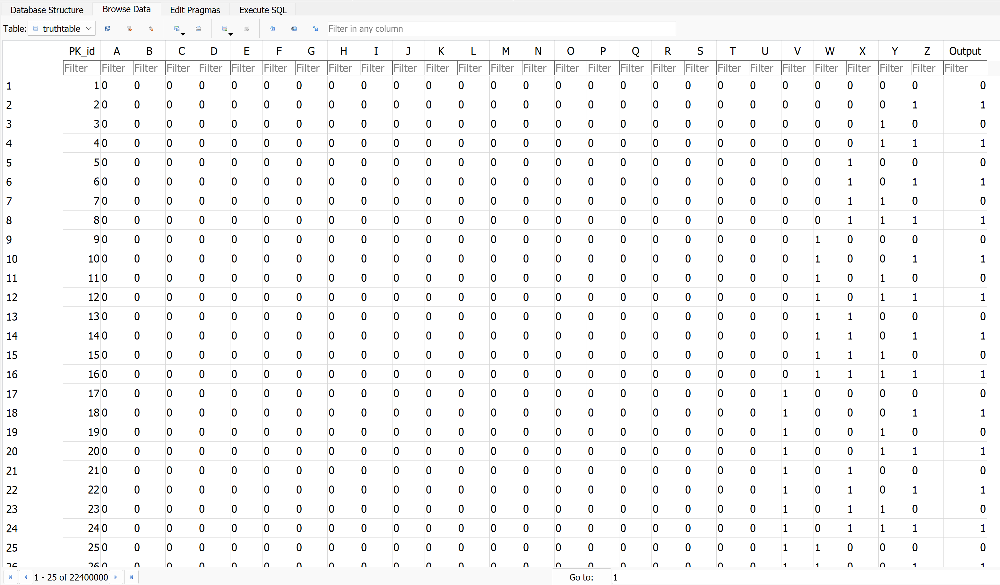 Database Structure Browse Data Edit Pragmas Execute SQL
Table: truthtable Filter in any column
PK_id A B C D E F G H I J K L M N O P Q R S T U V W X Y Z Output
Filter Filter Filter Filter Filter Filter Filter Filter Filter Filter Filter Filter Filter Filter Filter Filter Filter Filter Filter Filter Filter Filter Filter Filter Filter Filter Filter Filter
1 1 0 0 0 0 0 0 0 0 0 0 0 0 0 0 0 0 0 0 0 0 0 0 0 0 0 0 0
2 2 0 0 0 0 0 0 0 0 0 0 0 0 0 0 0 0 0 0 0 0 0 0 0 0 0 1 1
3 3 0 0 0 0 0 0 0 0 0 0 0 0 0 0 0 0 0 0 0 0 0 0 0 0 1 0 0
4 4 0 0 0 0 0 0 0 0 0 0 0 0 0 0 0 0 0 0 0 0 0 0 0 0 1 1 1
5 5 0 0 0 0 0 0 0 0 0 0 0 0 0 0 0 0 0 0 0 0 0 0 0 1 0 0 0
6 6 0 0 0 0 0 0 0 0 0 0 0 0 0 0 0 0 0 0 0 0 0 0 0 1 0 1 1
7 7 0 0 0 0 0 0 0 0 0 0 0 0 0 0 0 0 0 0 0 0 0 0 0 1 1 0 0
8 8 0 0 0 0 0 0 0 0 0 0 0 0 0 0 0 0 0 0 0 0 0 0 0 1 1 1 1
9 9 0 0 0 0 0 0 0 0 0 0 0 0 0 0 0 0 0 0 0 0 0 0 1 0 0 0 0
10 10 0 0 0 0 0 0 0 0 0 0 0 0 0 0 0 0 0 0 0 0 0 0 1 0 0 1 1
11 11 0 0 0 0 0 0 0 0 0 0 0 0 0 0 0 0 0 0 0 0 0 0 1 0 1 0 0
12 12 0 0 0 0 0 0 0 0 0 0 0 0 0 0 0 0 0 0 0 0 0 0 1 0 1 1 1
13 13 0 0 0 0 0 0 0 0 0 0 0 0 0 0 0 0 0 0 0 0 0 0 1 1 0 0 0
14 14 0 0 0 0 0 0 0 0 0 0 0 0 0 0 0 0 0 0 0 0 0 0 1 1 0 1 1
15 15 0 0 0 0 0 0 0 0 0 0 0 0 0 0 0 0 0 0 0 0 0 0 1 1 1 0 0
16 16 0 0 0 0 0 0 0 0 0 0 0 0 0 0 0 0 0 0 0 0 0 0 1 1 1 1 1
17 17 0 0 0 0 0 0 0 0 0 0 0 0 0 0 0 0 0 0 0 0 0 1 0 0 0 0 0
18 18 0 0 0 0 0 0 0 0 0 0 0 0 0 0 0 0 0 0 0 0 0 1 0 0 0 1 1
19 19 0 0 0 0 0 0 0 0 0 0 0 0 0 0 0 0 0 0 0 0 0 1 0 0 1 0 0
20 20 0 0 0 0 0 0 0 0 0 0 0 0 0 0 0 0 0 0 0 0 0 1 0 0 1 1 1
21 21 0 0 0 0 0 0 0 0 0 0 0 0 0 0 0 0 0 0 0 0 0 1 0 1 0 0 0
22 22 0 0 0 0 0 0 0 0 0 0 0 0 0 0 0 0 0 0 0 0 0 1 0 1 0 1 1
23 23 0 0 0 0 0 0 0 0 0 0 0 0 0 0 0 0 0 0 0 0 0 1 0 1 1 0 0
24 24 0 0 0 0 0 0 0 0 0 0 0 0 0 0 0 0 0 0 0 0 0 1 0 1 1 1 1
25 25 0 0 0 0 0 0 0 0 0 0 0 0 0 0 0 0 0 0 0 0 0 1 1 0 0 0 0
26 26 0 0 0 0 0 0 0 0 0 0 0 0 0 0 0 0 0 0 0 0 0 1 1 0 0 1 1
1 - 25 of 22400000 Go to: 1